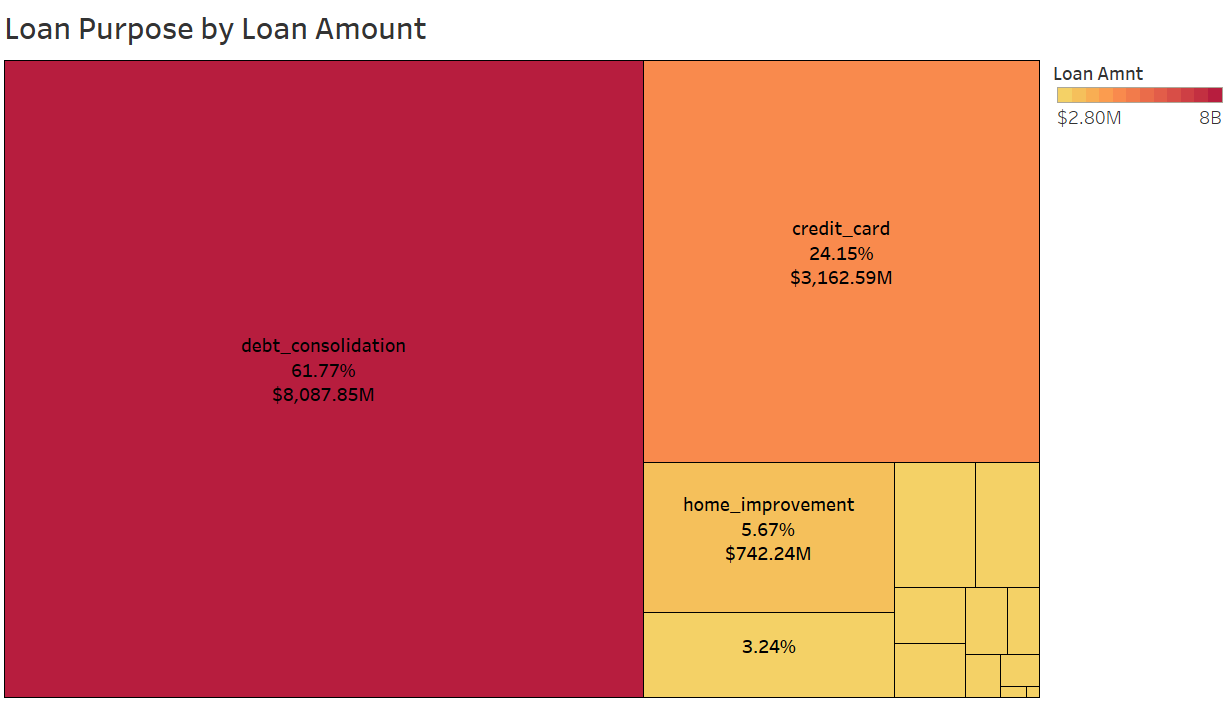 Loan Purpose by Loan Amount
Loan Amnt
$2.80M 8B
debt_consolidation
61.77%
$8,087.85M
credit_card
24.15%
$3,162.59M
home_improvement
5.67%
$742.24M
3.24%